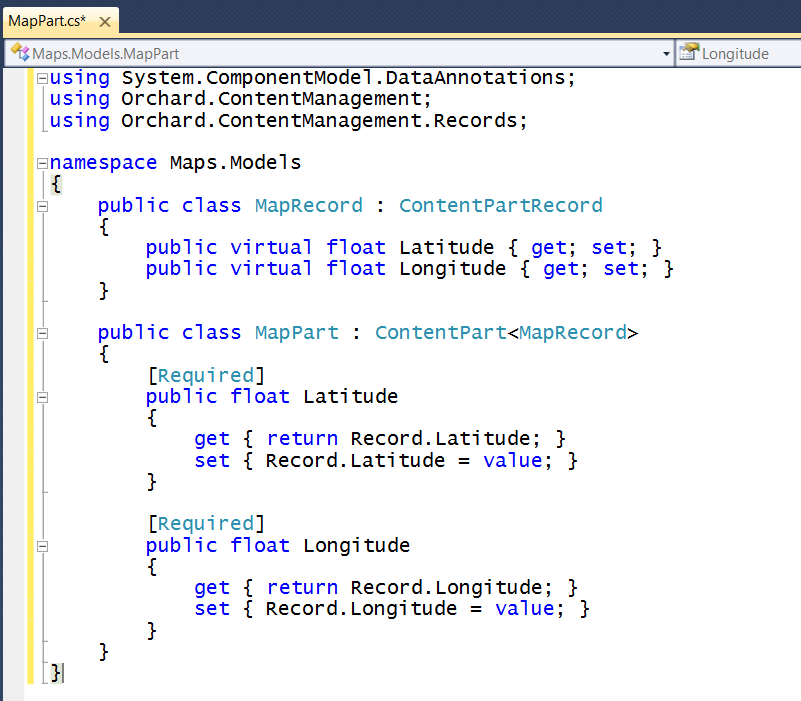 MapPart.cs*
Maps.Models.MapPart
Longitude
using System.ComponentModel.DataAnnotations;
using Orchard.ContentManagement;
using Orchard.ContentManagement.Records;
namespace Maps.Models
{
    public class MapRecord : ContentPartRecord
    {
        public virtual float Latitude { get; set; }
        public virtual float Longitude { get; set; }
    }
    public class MapPart : ContentPart<MapRecord>
    {
        [Required]
        public float Latitude
        {
            get { return Record.Latitude; }
            set { Record.Latitude = value; }
        }
        [Required]
        public float Longitude
        {
            get { return Record.Longitude; }
            set { Record.Longitude = value; }
        }
    }
}